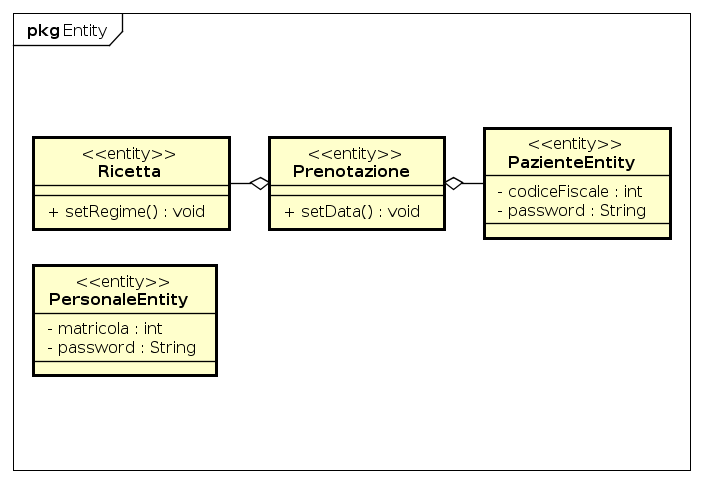 pkg Entity
<<entity>>
Ricetta
+ setRegime() : void
<<entity>>
Prenotazione
+ setData() : void
<<entity>>
PazienteEntity
- codiceFiscale : int
- password : String
<<entity>>
PersonaleEntity
- matricola : int
- password : String